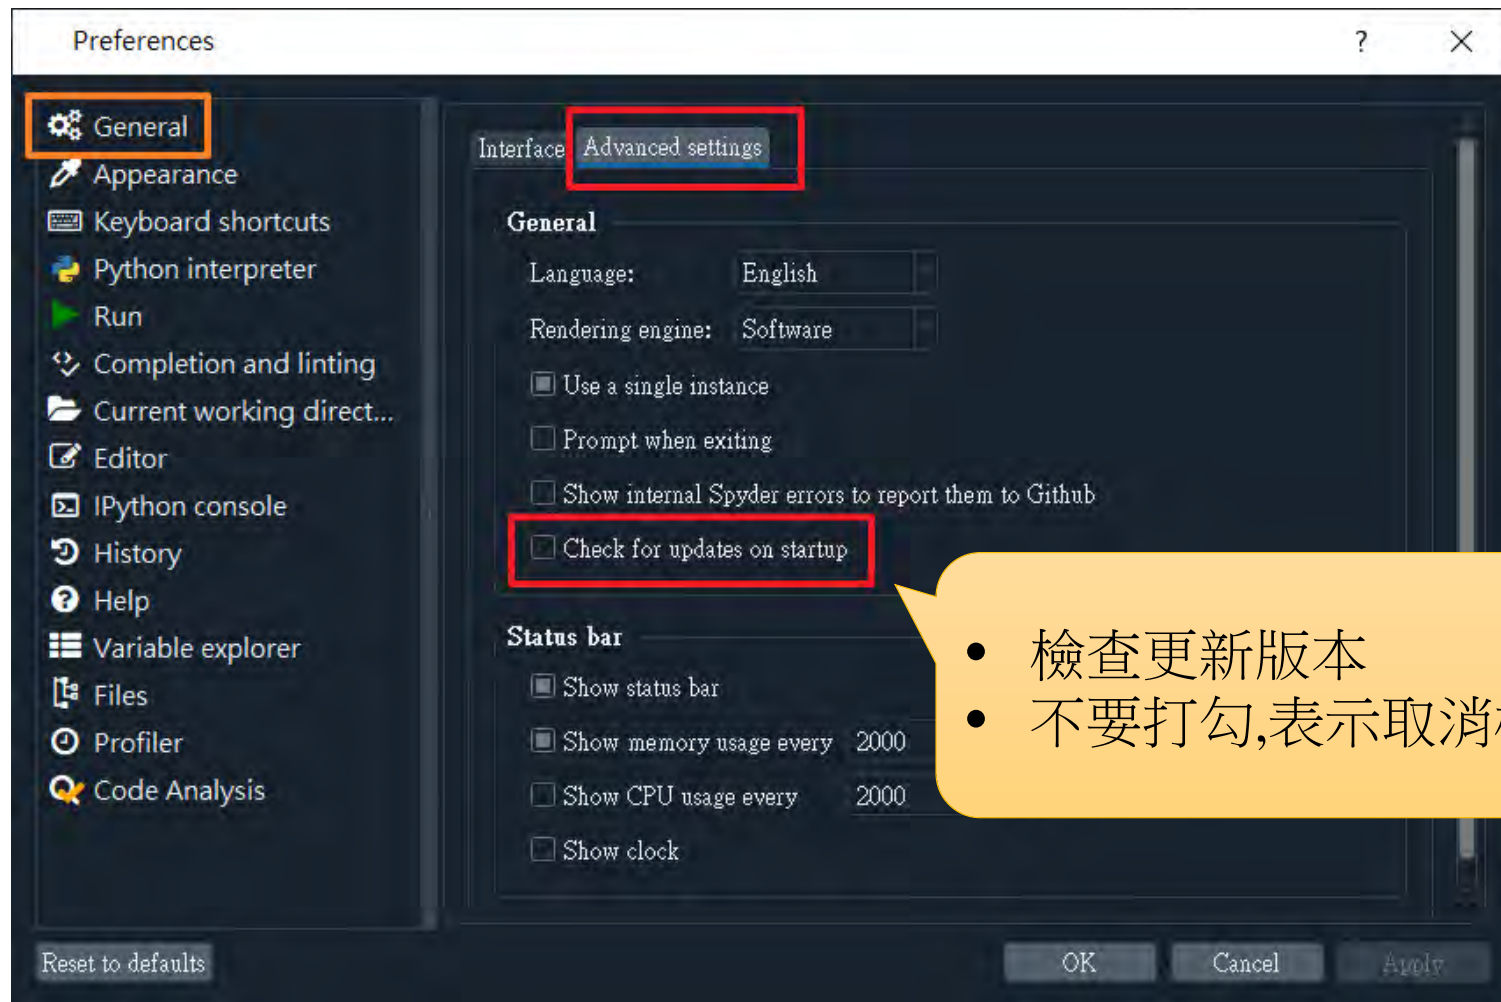 Preferences
?
General
Appearance
Keyboard shortcuts
Python interpreter
Run
Completion and linting
Current working direct...
Editor
IPython console
History
Help
Variable explorer
Files
Profiler
Code Analysis
Interface Advanced settings
General
Language: English
Rendering engine: Software
Use a single instance
Prompt when exiting
Show internal Spyder errors to report them to Github
Check for updates on startup
Status bar
Show status bar
Show memory usage every 2000
Show CPU usage every 2000
Show clock
• 檢查更新版本
• 不要打勾,表示取消
Reset to defaults
OK Cancel Apply